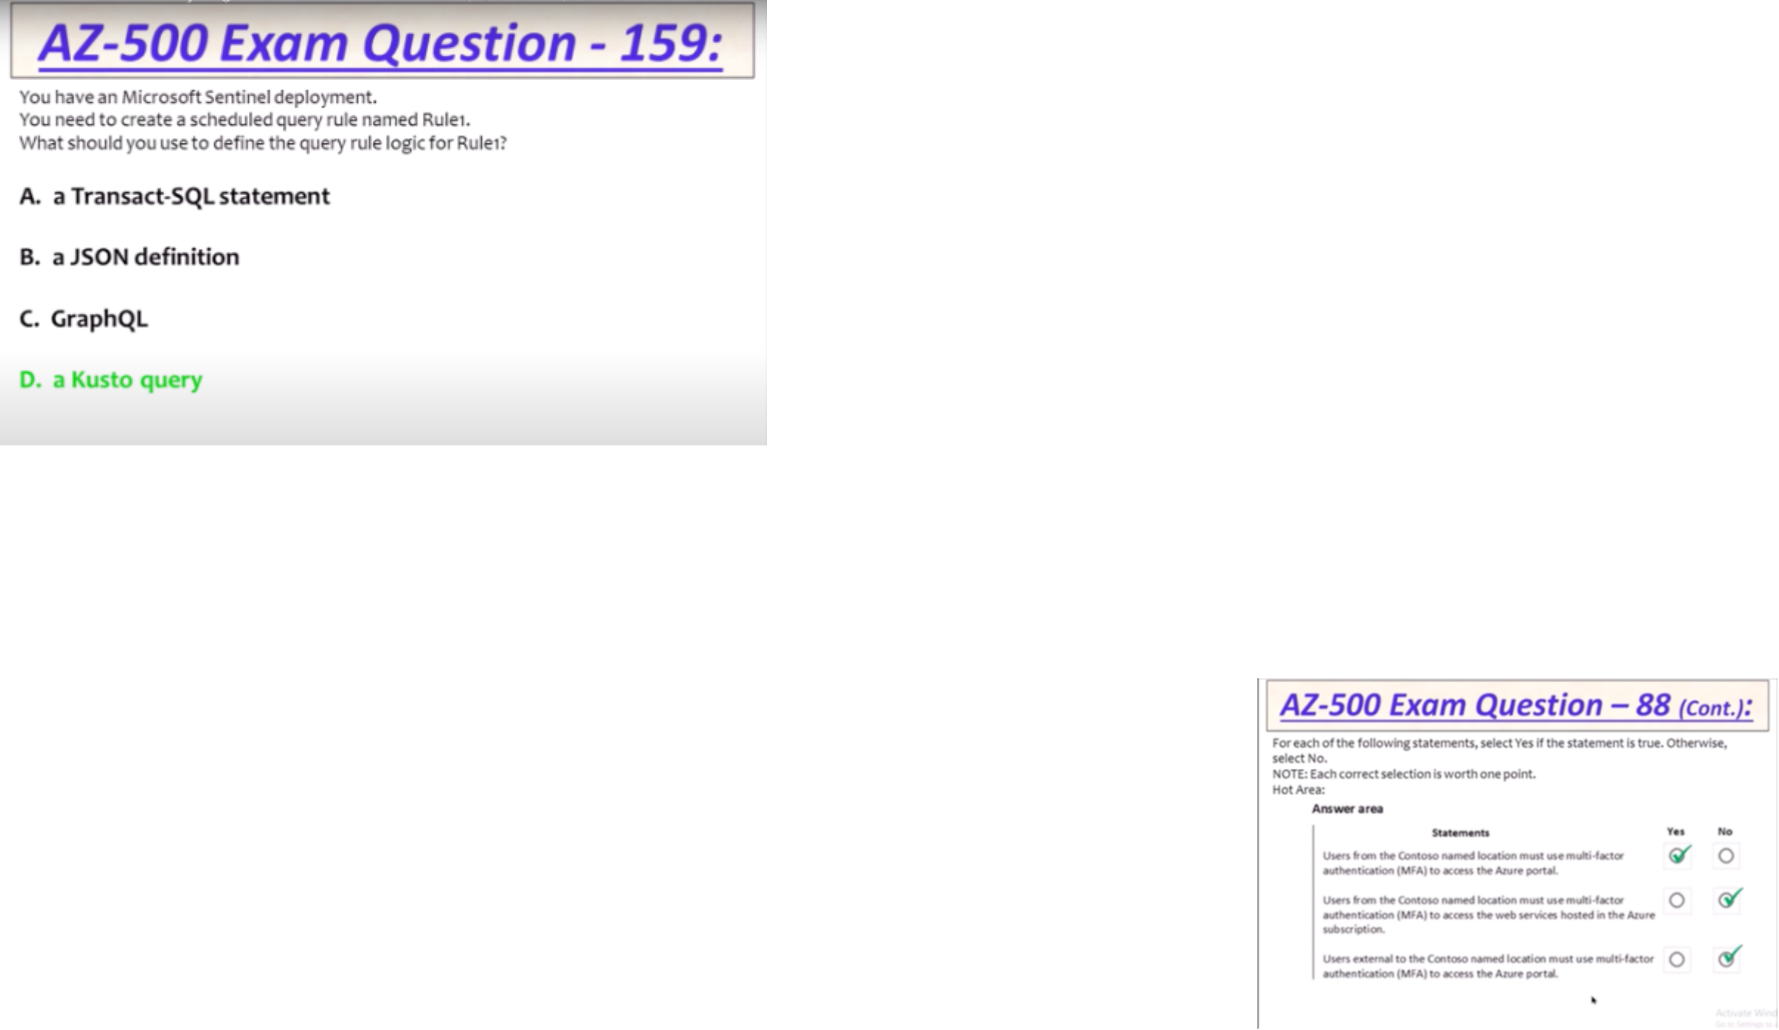 AZ-500 Exam Question - 159:
You have an Microsoft Sentinel deployment.
You need to create a scheduled query rule named Rule1.
What should you use to define the query rule logic for Rule1?
A. a Transact-SQL statement
B. a JSON definition
C. GraphQL
D. a Kusto query
AZ-500 Exam Question – 88 (Cont.):
For each of the following statements, select Yes if the statement is true. Otherwise,
select No.
NOTE: Each correct selection is worth one point.
Hot Area:
Answer area
Statements Yes No
Users from the Contoso named location must use multi-factor
authentication (MFA) to access the Azure portal.
Users from the Contoso named location must use multi-factor
authentication (MFA) to access the web services hosted in the Azure
subscription.
Users external to the Contoso named location must use multi-factor
authentication (MFA) to access the Azure portal.
Activate Wind
Go to Settings to